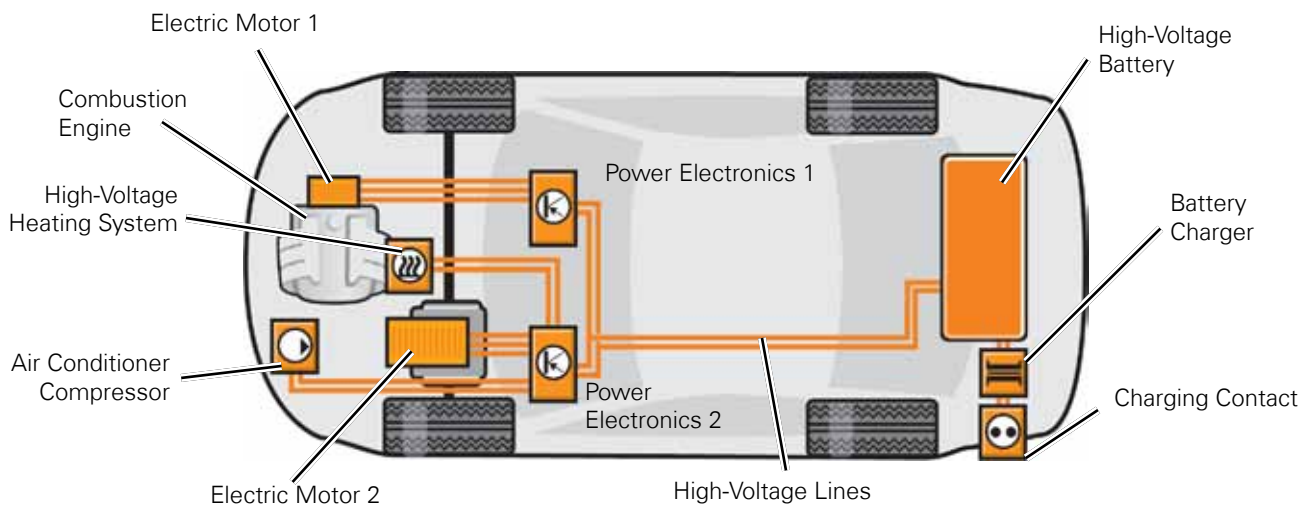 Electric Motor 1
High-Voltage
Battery
Combustion
Engine
Power Electronics 1
High-Voltage
Heating System
Battery
Charger
Air Conditioner
Compressor
Power
Electronics 2
Charging Contact
Electric Motor 2
High-Voltage Lines